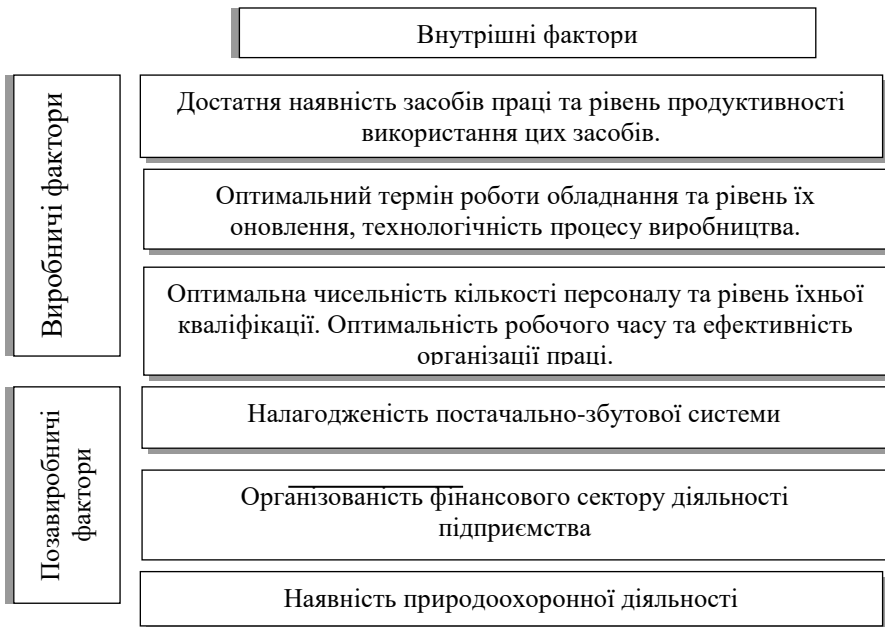 Внутрішні фактори
Виробничі фактори
Достатня наявність засобів праці та рівень продуктивності
використання цих засобів.
Оптимальний термін роботи обладнання та рівень їх
оновлення, технологічність процесу виробництва.
Оптимальна чисельність кількості персоналу та рівень їхньої
кваліфікації. Оптимальність робочого часу та ефективність
організації праці.
Позавиробничі
фактори
Налагодженість постачально-збутової системи
Організованість фінансового сектору діяльності
підприємства
Наявність природоохоронної діяльності